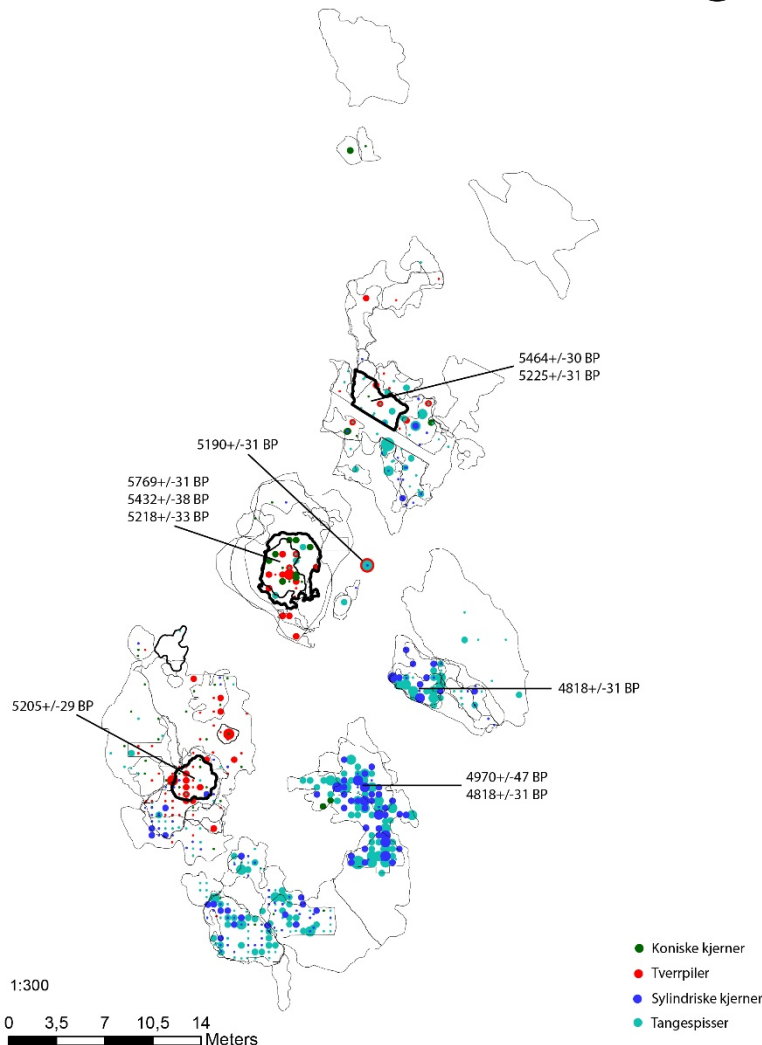 5464+/-30 BP
5225+/-31 BP
5190+/-31 BP
5769+/-31 BP
5432+/-38 BP
5218+/-33 BP
4818+/-31 BP
5205+/-29 BP
4970+/-47 BP
4818+/-31 BP
Koniske kjerner
Tverrpiler
Sylindriske kjerner
Tangespisser
1:300
0 3,5 7 10,5 14
Meters